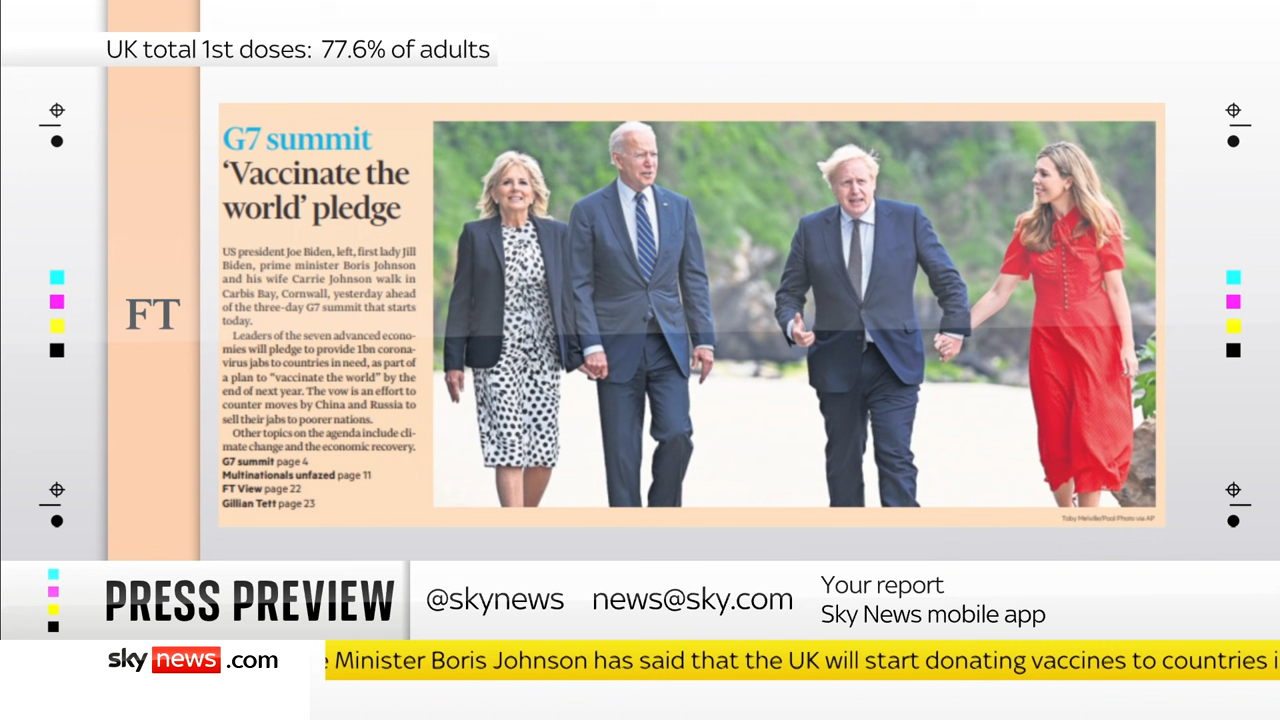 UK total 1st doses: 77.6% of adults
FT
G7 summit
‘Vaccinate the
world’ pledge
US president Joe Biden, left, first lady Jill
Biden, prime minister Boris Johnson
and his wife Carrie Johnson walk in
Carbis Bay, Cornwall, yesterday ahead
of the three-day G7 summit that starts
today.
Leaders of the seven advanced econo-
mies will pledge to provide 1bn corona-
virus jabs to countries in need, as part of
a plan to “vaccinate the world” by the
end of next year. The vow is an effort to
counter moves by China and Russia to
sell their jabs to poorer nations.
Other topics on the agenda include cli-
mate change and the economic recovery.
G7 summit page 4
Multinationals unfazed page 11
FT View page 22
Gillian Tett page 23
Toby Melville/Pool Photo via AP
PRESS PREVIEW
@skynews news@sky.com
Your report
Sky News mobile app
sky news .com
Minister Boris Johnson has said that the UK will start donating vaccines to countries